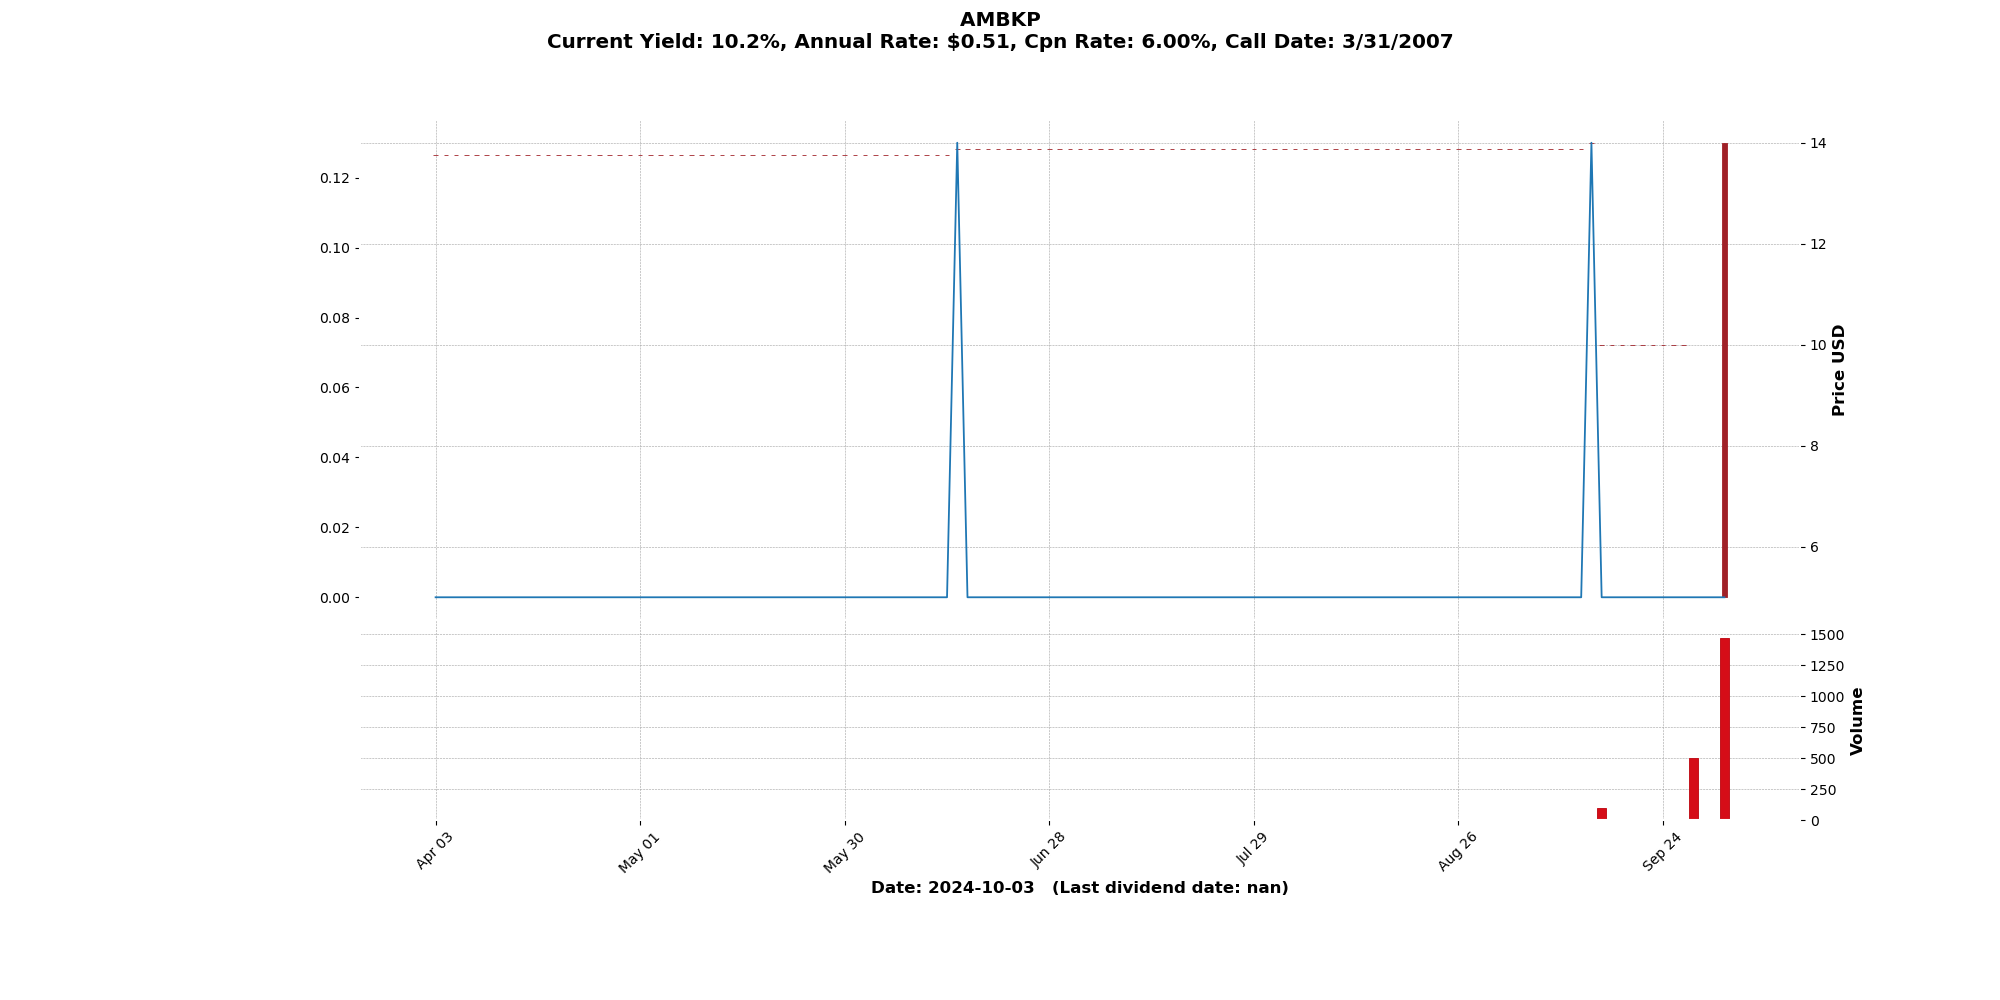 AMBKP
Current Yield: 10.2%, Annual Rate: $0.51, Cpn Rate: 6.00%, Call Date: 3/31/2007
0.12
0.10
0.08
0.06
0.04
0.02
0.00
14
12
10
8
6
Price USD
1500
1250
1000
750
500
250
0
Volume
Apr 03
May 01
May 30
Jun 28
Jul 29
Aug 26
Sep 24
Date: 2024-10-03 (Last dividend date: nan)